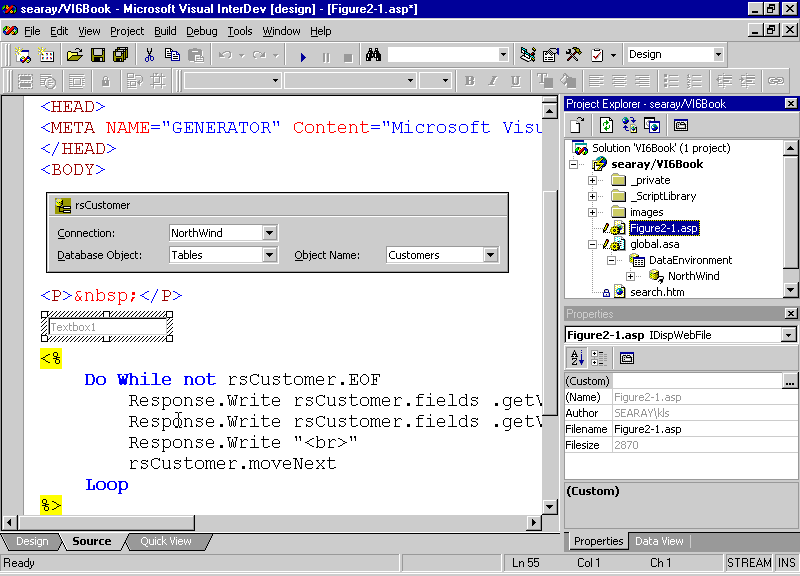 searay/VI6Book - Microsoft Visual InterDev [design] - [Figure2-1.asp*]
File Edit View Project Build Debug Tools Window Help
Design
B I U
<HEAD>
<META NAME="GENERATOR" Content="Microsoft Visu
</HEAD>
<BODY>
rsCustomer
Connection: NorthWind
Database Object: Tables Object Name: Customers
<P>&nbsp;</P>
Textbox1
<%
Do While not rsCustomer.EOF
Response.Write rsCustomer.fields .getV
Response.Write rsCustomer.fields .getV
Response.Write "<br>"
rsCustomer.moveNext
Loop
%>
Design Source Quick View
Project Explorer - searay/VI6Book
Solution 'VI6Book' (1 project)
searay/VI6Book
_private
_ScriptLibrary
images
Figure2-1.asp
global.asa
DataEnvironment
NorthWind
search.htm
Properties
Figure2-1.asp IDispWebFile
(Custom) ...
(Name) Figure2-1.asp
Author SEARAY\kls
Filename Figure2-1.asp
Filesize 2870
(Custom)
Properties Data View
Ready Ln 55 Col 1 Ch 1 STREAM INS